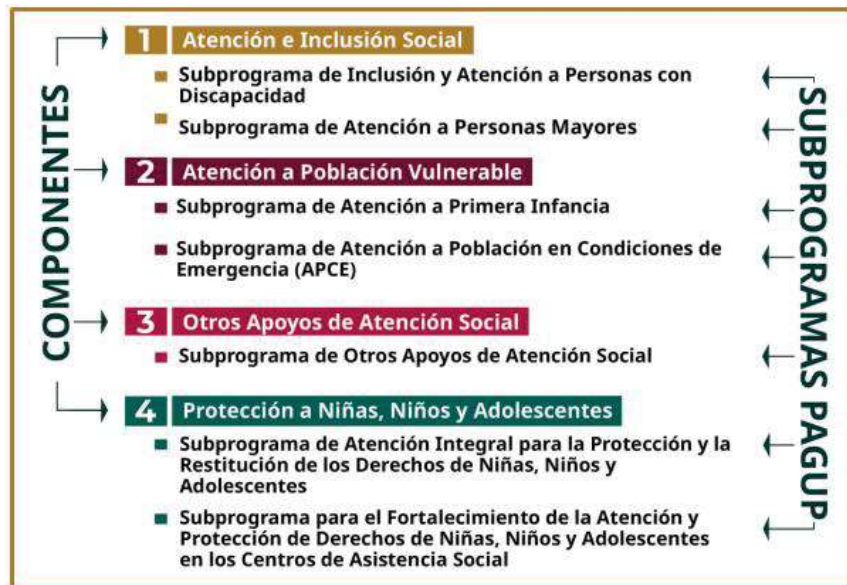 COMPONENTES
1 Atención e Inclusión Social
Subprograma de Inclusión y Atención a Personas con
Discapacidad
Subprograma de Atención a Personas Mayores
2 Atención a Población Vulnerable
Subprograma de Atención a Primera Infancia
Subprograma de Atención a Población en Condiciones de
Emergencia (APCE)
3 Otros Apoyos de Atención Social
Subprograma de Otros Apoyos de Atención Social
4 Protección a Niñas, Niños y Adolescentes
Subprograma de Atención Integral para la Protección y la
Restitución de los Derechos de Niñas, Niños y
Adolescentes
Subprograma para el Fortalecimiento de la Atención y
Protección de Derechos de Niñas, Niños y Adolescentes
en los Centros de Asistencia Social
SUBPROGRAMAS PAGUP